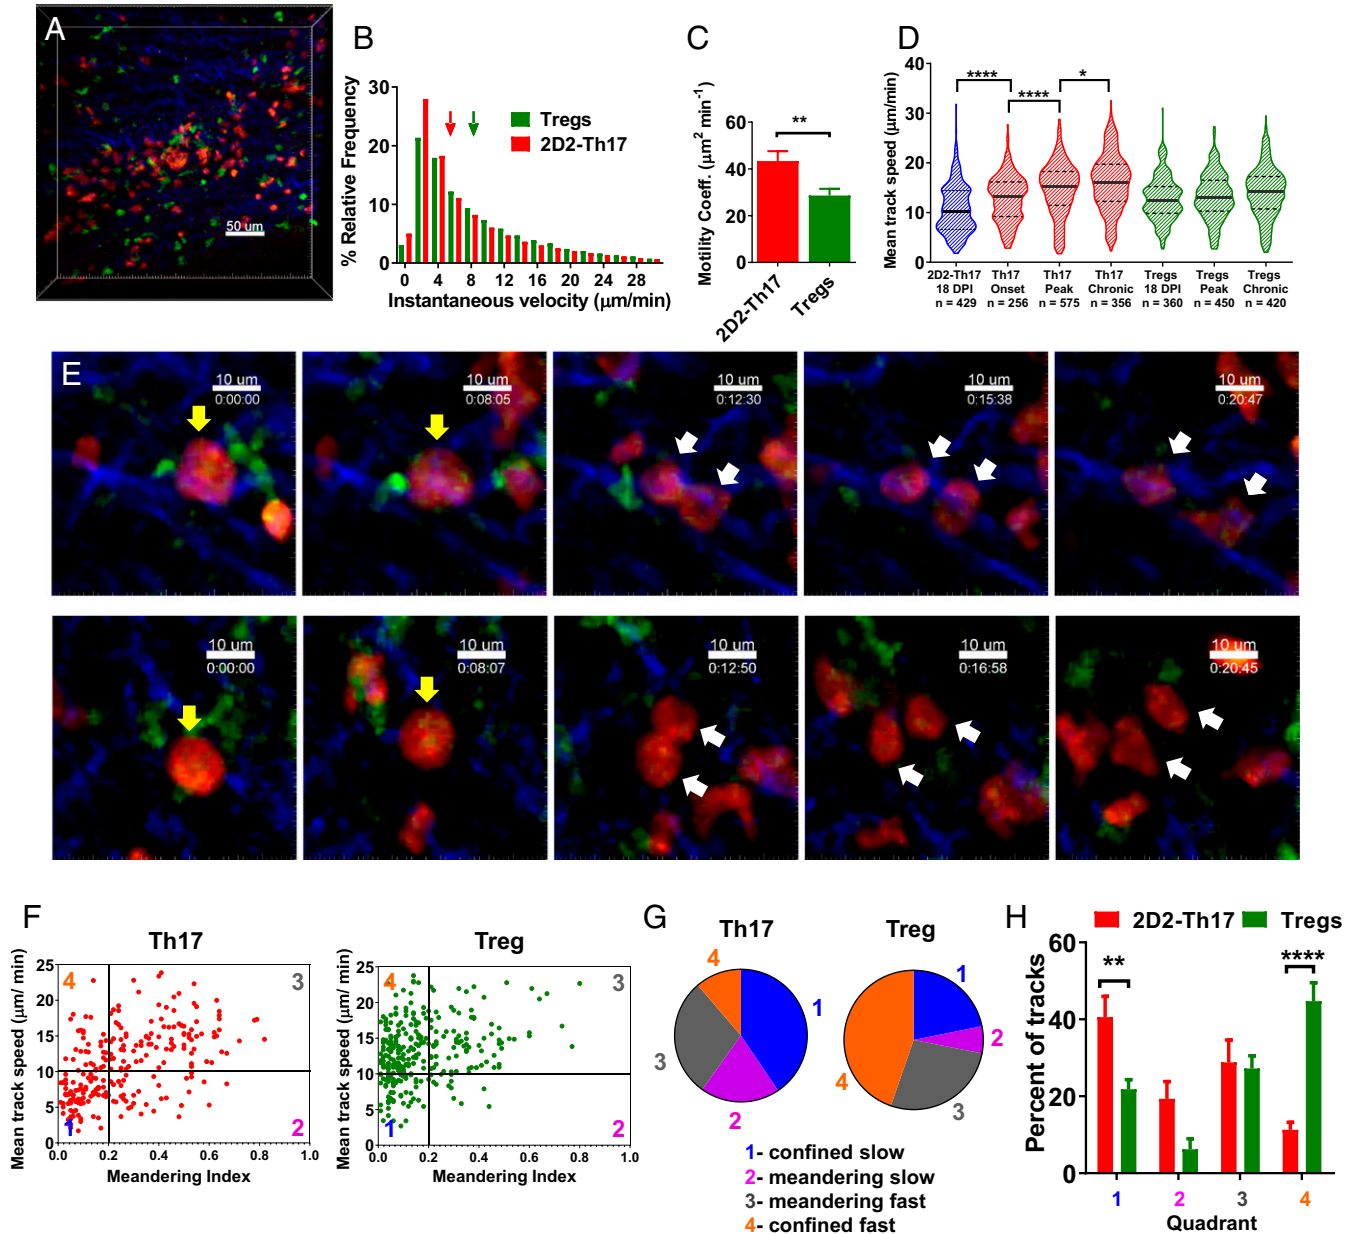 A
50 um
B
% Relative Frequency
30
20
10
0
Tregs
2D2-Th17
0 4 8 12 16 20 24 28
Instantaneous velocity (μm/min)
C
Motility Coeff. (μm² min⁻¹)
60
40
20
0
**
2D2-Th17
Tregs
D
Mean track speed (μm/min)
40
30
20
10
0
**** **** *
2D2-Th17 18 DPI n = 429
Th17 Onset n = 256
Th17 Peak n = 575
Th17 Chronic n = 356
Tregs 18 DPI n = 360
Tregs Peak n = 450
Tregs Chronic n = 420
E
10 um
0:00:00
10 um
0:08:05
10 um
0:12:30
10 um
0:15:38
10 um
0:20:47
10 um
0:00:00
10 um
0:08:07
10 um
0:12:50
10 um
0:16:58
10 um
0:20:45
F
Th17
Mean track speed (μm/ min)
25
20
15
10
5
0
4
3
1
2
0.0 0.2 0.4 0.6 0.8 1.0
Meandering Index
Treg
Mean track speed (μm/ min)
25
20
15
10
5
0
4
3
1
2
0.0 0.2 0.4 0.6 0.8 1.0
Meandering Index
G
Th17
4
1
3
2
Treg
1
2
4
3
1- confined slow
2- meandering slow
3- meandering fast
4- confined fast
H
2D2-Th17 Tregs
Percent of tracks
60
40
20
0
**
****
1 2 3 4
Quadrant